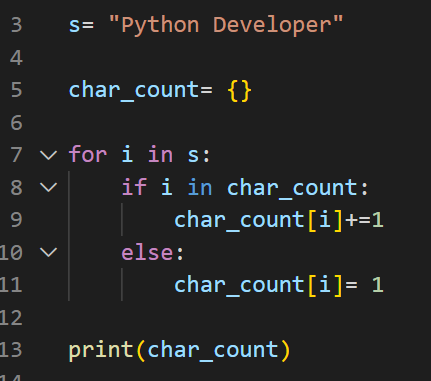 3 s= "Python Developer"
4
5 char_count= {}
6
7 for i in s:
8     if i in char_count:
9         char_count[i]+=1
10     else:
11         char_count[i]= 1
12
13 print(char_count)